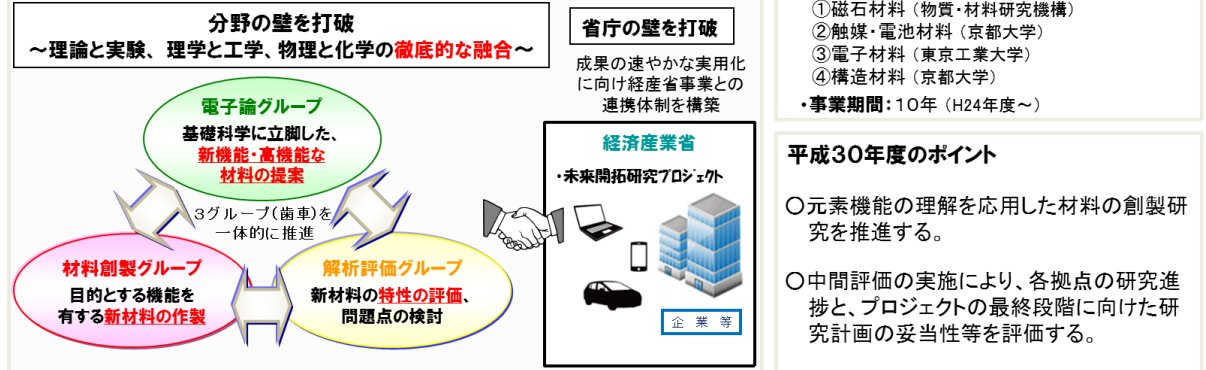 分野の壁を打破
～理論と実験、理学と工学、物理と化学の徹底的な融合～
電子論グループ
基礎科学に立脚した、
新機能・高機能な
材料の提案
3グループ(歯車)を
一体的に推進
材料創製グループ
目的とする機能を
有する新材料の作製
解析評価グループ
新材料の特性の評価、
問題点の検討
省庁の壁を打破
成果の速やかな実用化
に向け経産省事業との
連携体制を構築
経済産業省
・未来開拓研究プロジェクト
企 業 等
①磁石材料（物質・材料研究機構）
②触媒・電池材料（京都大学）
③電子材料（東京工業大学）
④構造材料（京都大学）
・事業期間：１０年（H24年度～）
平成３０年度のポイント
○元素機能の理解を応用した材料の創製研
究を推進する。
○中間評価の実施により、各拠点の研究進
捗と、プロジェクトの最終段階に向けた研
究計画の妥当性等を評価する。